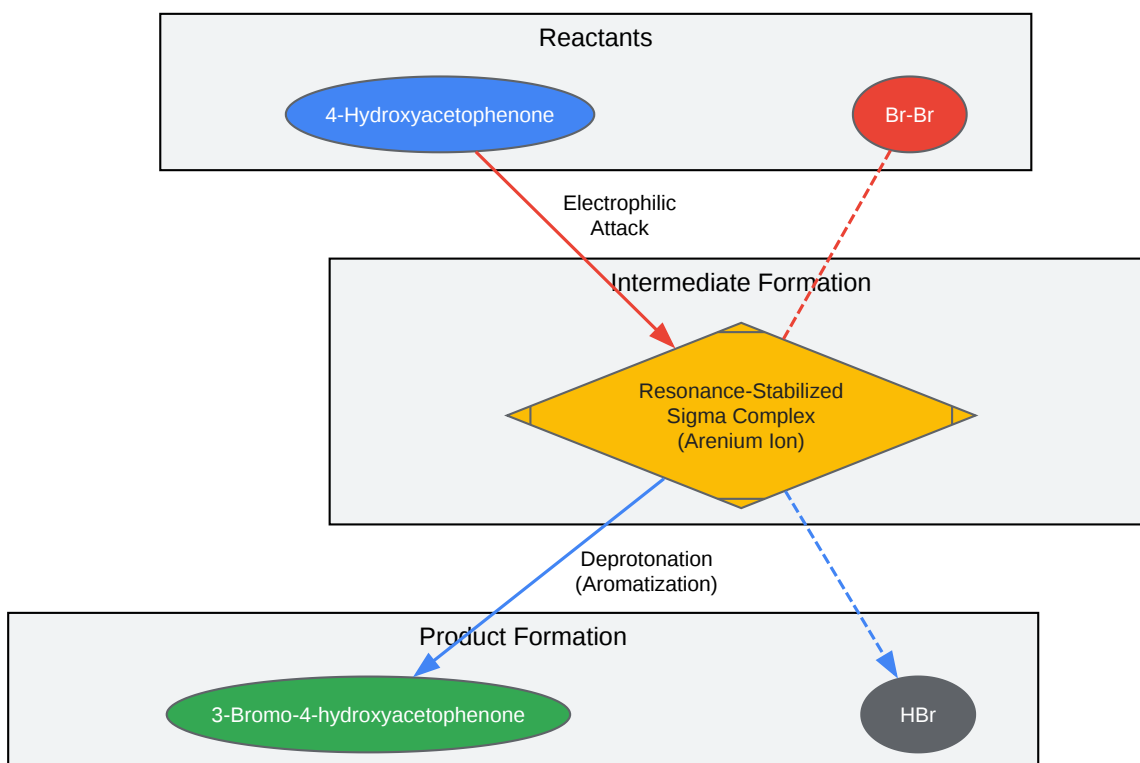 Reactants
4-Hydroxyacetophenone
Br-Br
Electrophilic
Attack
Intermediate Formation
Resonance-Stabilized
Sigma Complex
(Arenium Ion)
Deprotonation
(Aromatization)
Product Formation
3-Bromo-4-hydroxyacetophenone
HBr